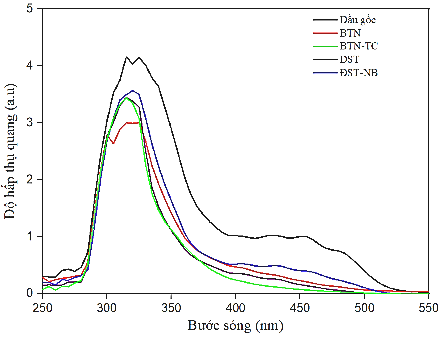 5
4
3
2
1
0
Độ hấp thụ quang (a.u)
Dầu gốc
BTN
BTN-TC
ĐST
ĐST-NB
250
300
350
400
450
500
550
Bước sóng (nm)